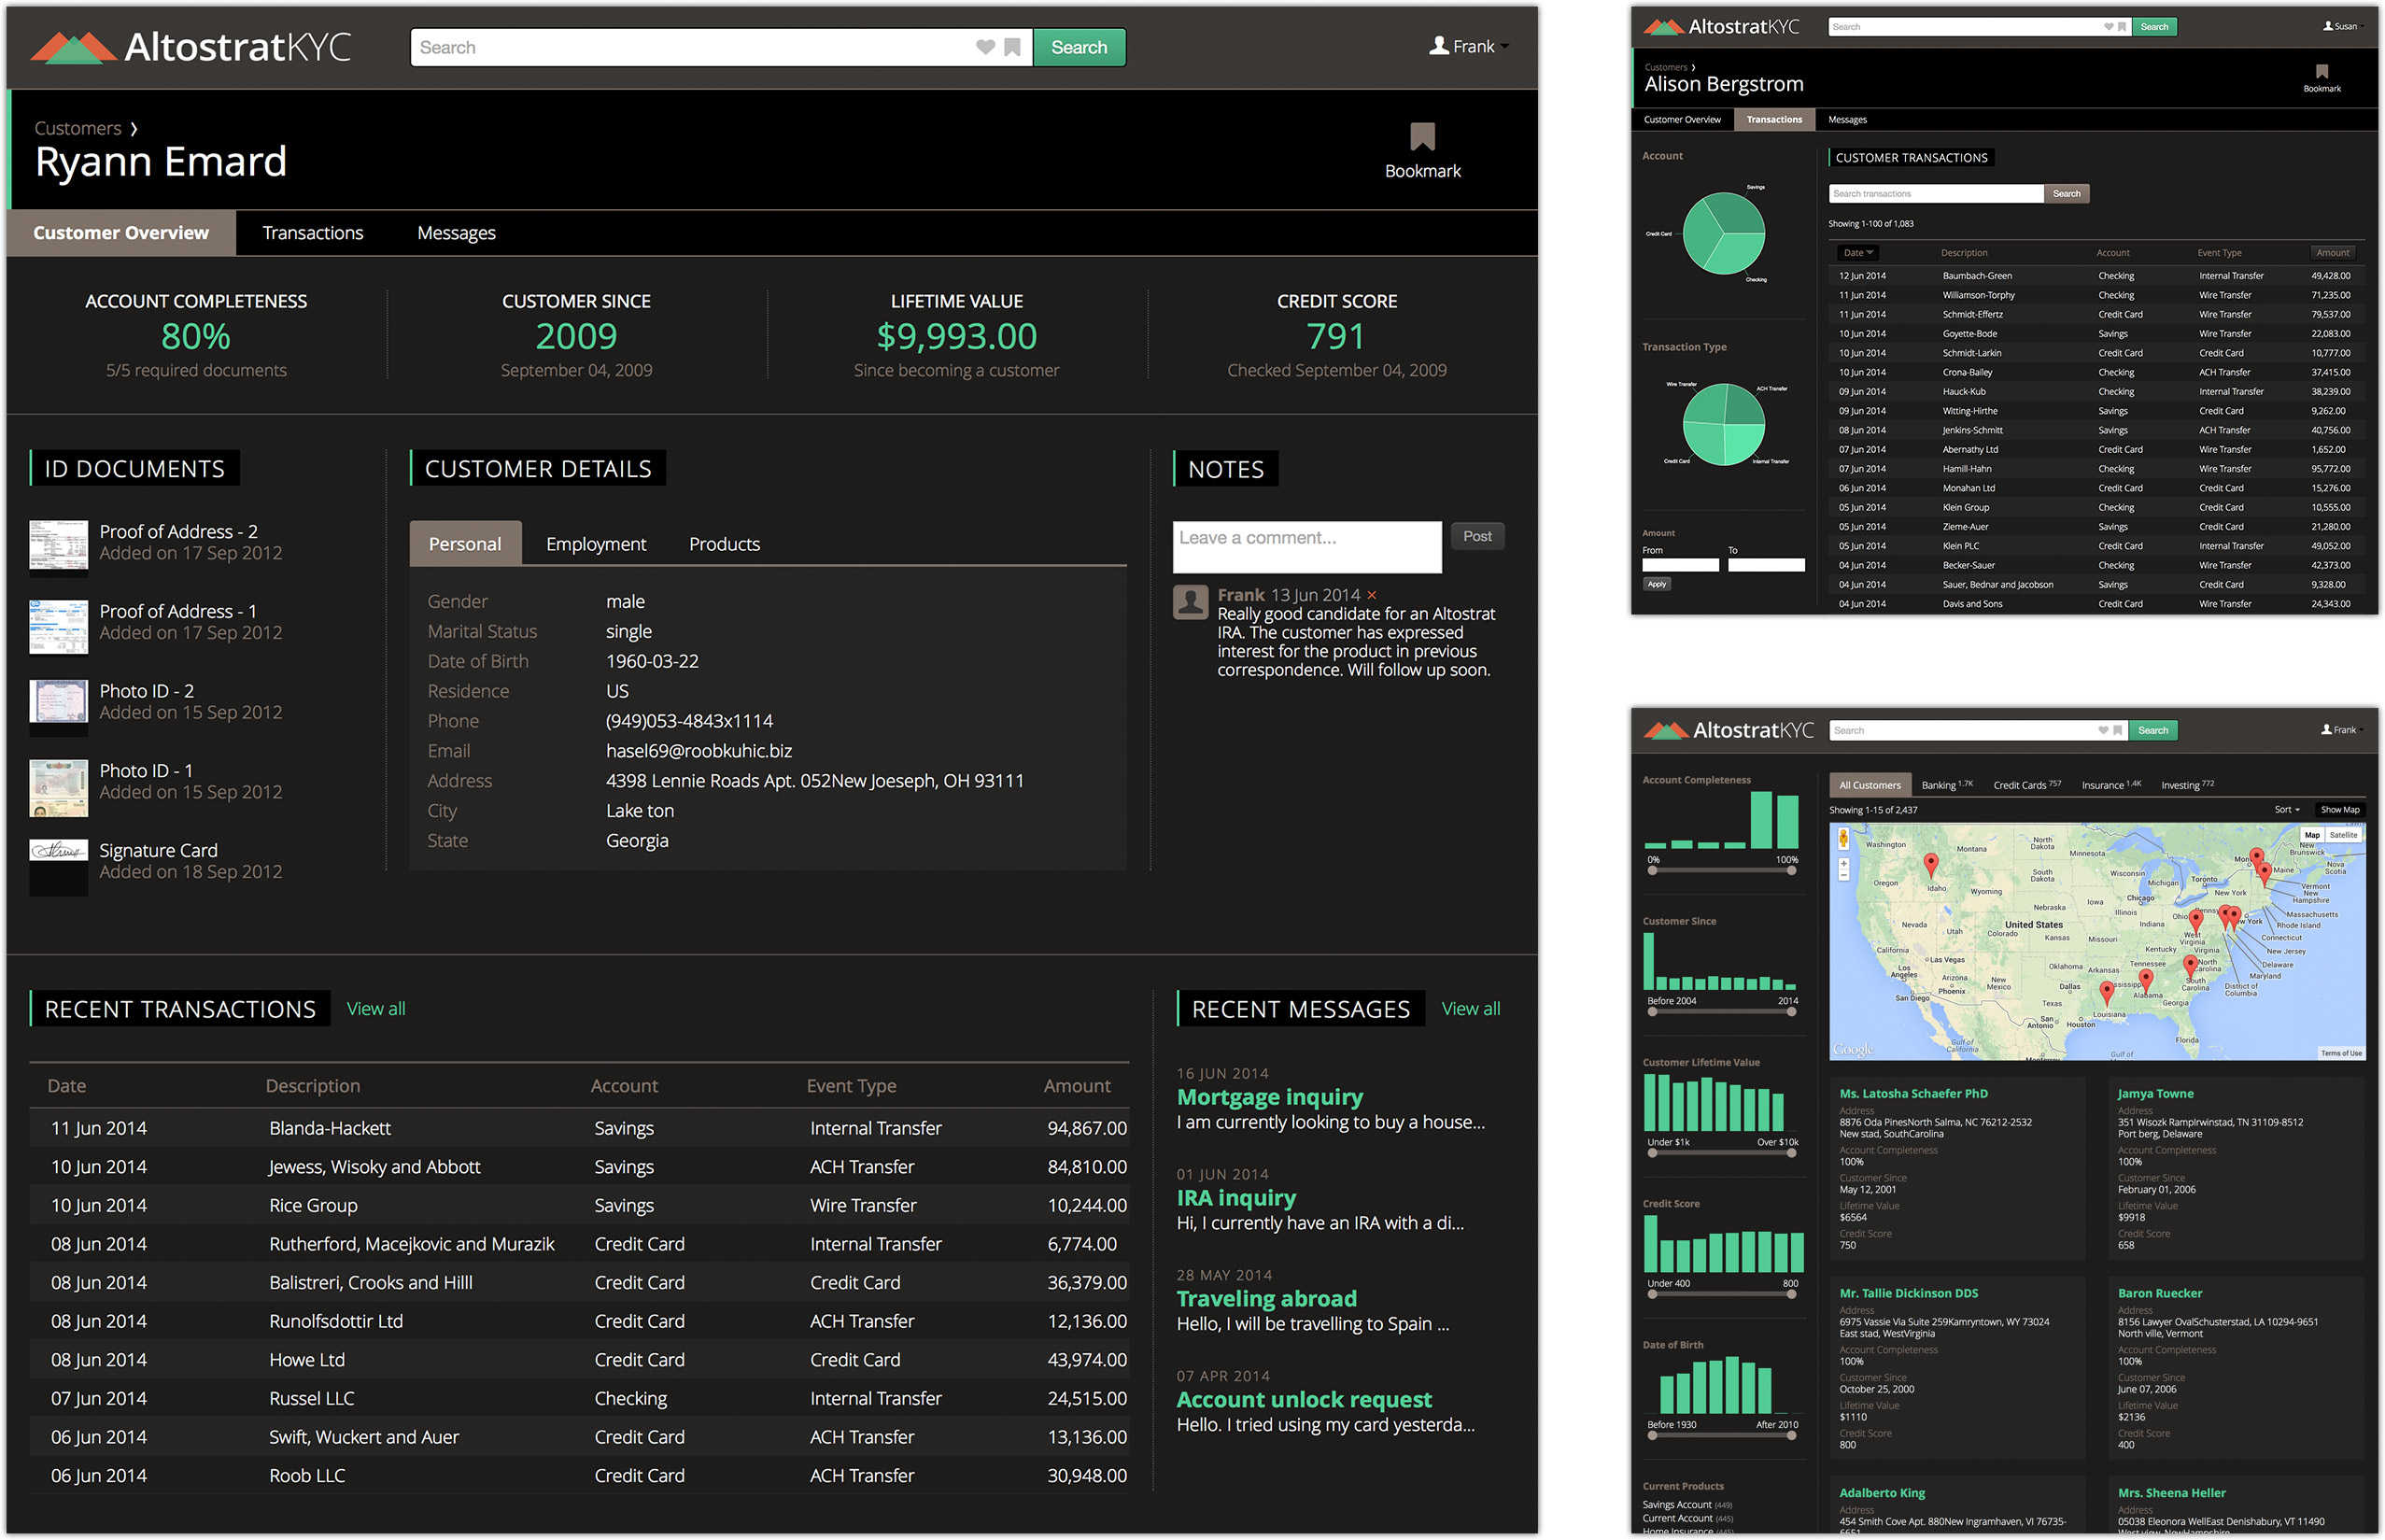 AltostratKYC
Search
Search
Frank
Customers ❯
Ryann Emard
Bookmark
Customer Overview Transactions Messages
ACCOUNT COMPLETENESS
80%
5/5 required documents
CUSTOMER SINCE
2009
September 04, 2009
LIFETIME VALUE
$9,993.00
Since becoming a customer
CREDIT SCORE
791
Checked September 04, 2009
ID DOCUMENTS
Proof of Address - 2
Added on 17 Sep 2012
Proof of Address - 1
Added on 17 Sep 2012
Photo ID - 2
Added on 15 Sep 2012
Photo ID - 1
Added on 15 Sep 2012
Signature Card
Added on 18 Sep 2012
CUSTOMER DETAILS
Personal Employment Products
Gender male
Marital Status single
Date of Birth 1960-03-22
Residence US
Phone (949)053-4843x1114
Email hasel69@roobkuhic.biz
Address 4398 Lennie Roads Apt. 052New Joeseph, OH 93111
City Lake ton
State Georgia
NOTES
Leave a comment...
Post
Frank 13 Jun 2014 ×
Really good candidate for an Altostrat
IRA. The customer has expressed
interest for the product in previous
correspondence. Will follow up soon.
RECENT TRANSACTIONS View all
Date Description Account Event Type Amount
11 Jun 2014 Blanda-Hackett Savings Internal Transfer 94,867.00
10 Jun 2014 Jewess, Wisoky and Abbott Savings ACH Transfer 84,810.00
10 Jun 2014 Rice Group Savings Wire Transfer 10,244.00
08 Jun 2014 Rutherford, Macejkovic and Murazik Credit Card Internal Transfer 6,774.00
08 Jun 2014 Balistreri, Crooks and Hilll Credit Card Credit Card 36,379.00
08 Jun 2014 Runolfsdottir Ltd Credit Card ACH Transfer 12,136.00
08 Jun 2014 Howe Ltd Credit Card Credit Card 43,974.00
07 Jun 2014 Russel LLC Checking Internal Transfer 24,515.00
06 Jun 2014 Swift, Wuckert and Auer Credit Card ACH Transfer 13,136.00
06 Jun 2014 Roob LLC Credit Card ACH Transfer 30,948.00
RECENT MESSAGES View all
16 JUN 2014
Mortgage inquiry
I am currently looking to buy a house...
01 JUN 2014
IRA inquiry
Hi, I currently have an IRA with a di...
28 MAY 2014
Traveling abroad
Hello, I will be travelling to Spain ...
07 APR 2014
Account unlock request
Hello. I tried using my card yesterda...
AltostratKYC
Search
Search
Susan
Customers ❯
Alison Bergstrom
Bookmark
Customer Overview Transactions Messages
Account
Savings
Credit Card
Checking
Transaction Type
Wire Transfer
ACH Transfer
Credit Card
Internal Transfer
Amount
From To
Apply
CUSTOMER TRANSACTIONS
Search transactions Search
Showing 1-100 of 1,083
Date Description Account Event Type Amount
12 Jun 2014 Baumbach-Green Checking Internal Transfer 49,428.00
11 Jun 2014 Williamson-Torphy Checking Wire Transfer 71,235.00
11 Jun 2014 Schmidt-Effertz Credit Card Wire Transfer 79,537.00
10 Jun 2014 Goyette-Bode Savings Wire Transfer 22,083.00
10 Jun 2014 Schmidt-Larkin Credit Card Credit Card 10,777.00
10 Jun 2014 Crona-Bailey Checking ACH Transfer 37,415.00
09 Jun 2014 Hauck-Kub Checking Internal Transfer 38,239.00
09 Jun 2014 Witting-Hirthe Savings Credit Card 9,262.00
08 Jun 2014 Jenkins-Schmitt Savings ACH Transfer 40,756.00
07 Jun 2014 Abernathy Ltd Credit Card Wire Transfer 1,652.00
07 Jun 2014 Hamill-Hahn Checking Wire Transfer 95,772.00
06 Jun 2014 Monahan Ltd Credit Card Credit Card 15,276.00
05 Jun 2014 Klein Group Checking Credit Card 10,555.00
05 Jun 2014 Zieme-Auer Savings Credit Card 21,280.00
05 Jun 2014 Klein PLC Credit Card Internal Transfer 49,052.00
04 Jun 2014 Becker-Sauer Checking Wire Transfer 42,373.00
04 Jun 2014 Sauer, Bednar and Jacobson Savings Credit Card 9,328.00
04 Jun 2014 Davis and Sons Credit Card Wire Transfer 24,343.00
AltostratKYC
Search
Search
Frank
Account Completeness
0% 100%
Customer Since
Before 2004 2014
Customer Lifetime Value
Under $1k Over $10k
Credit Score
Under 400 800
Date of Birth
Before 1930 After 2010
Current Products
Savings Account (449)
Current Account (445)
Home Insurance (445)
All Customers Banking 1.7K Credit Cards 757 Insurance 1.4K Investing 772
Showing 1-15 of 2,437 Sort Show Map
Map Satellite
Washington
Montana
North
Dakota
Minnesota
New
Brunswick
Nova
Scotia
Maine
Oregon
Idaho
Wyoming
South
Dakota
Wisconsin
Michigan
Toronto
Vermont
New
Hampshire
New York
Chicago
Iowa
Nebraska
Illinois
Indiana
Ohio
Massachusetts
Rhode Island
Connecticut
New Jersey
Delaware
Maryland
District of
Columbia
Nevada
Utah
Colorado
United States
Kansas
Missouri
West
Virginia
Virginia
Kentucky
California
Las Vegas
Los
Angeles
San Diego
Arizona
Phoenix
New
Mexico
Oklahoma
Arkansas
Tennessee
North
Carolina
South
Carolina
Dallas
Texas
Alabama
Georgia
Louisiana
San
Antonio
Houston
Florida
Gulf of
California
Monterrey
Gulf of
Google
Terms of Use
Ms. Latosha Schaefer PhD
Address
8876 Oda PinesNorth Salma, NC 76212-2532
New stad, SouthCarolina
Account Completeness
100%
Customer Since
May 12, 2001
Lifetime Value
$6564
Credit Score
750
Jamya Towne
Address
351 Wisozk Ramplrwinstad, TN 31109-8512
Port berg, Delaware
Account Completeness
100%
Customer Since
February 01, 2006
Lifetime Value
$9918
Credit Score
658
Mr. Tallie Dickinson DDS
Address
6975 Vassie Via Suite 259Kamryntown, WY 73024
East stad, WestVirginia
Account Completeness
100%
Customer Since
October 25, 2000
Lifetime Value
$1110
Credit Score
800
Baron Ruecker
Address
8156 Lawyer OvalSchusterstad, LA 10294-9651
North ville, Vermont
Account Completeness
100%
Customer Since
June 07, 2006
Lifetime Value
$2136
Credit Score
400
Adalberto King
Address
454 Smith Cove Apt. 880New Ingramhaven, VI 76735-
6651
Mrs. Sheena Heller
Address
05038 Eleonora WellEast Denishabury, VT 11490
West view, NewHampshire